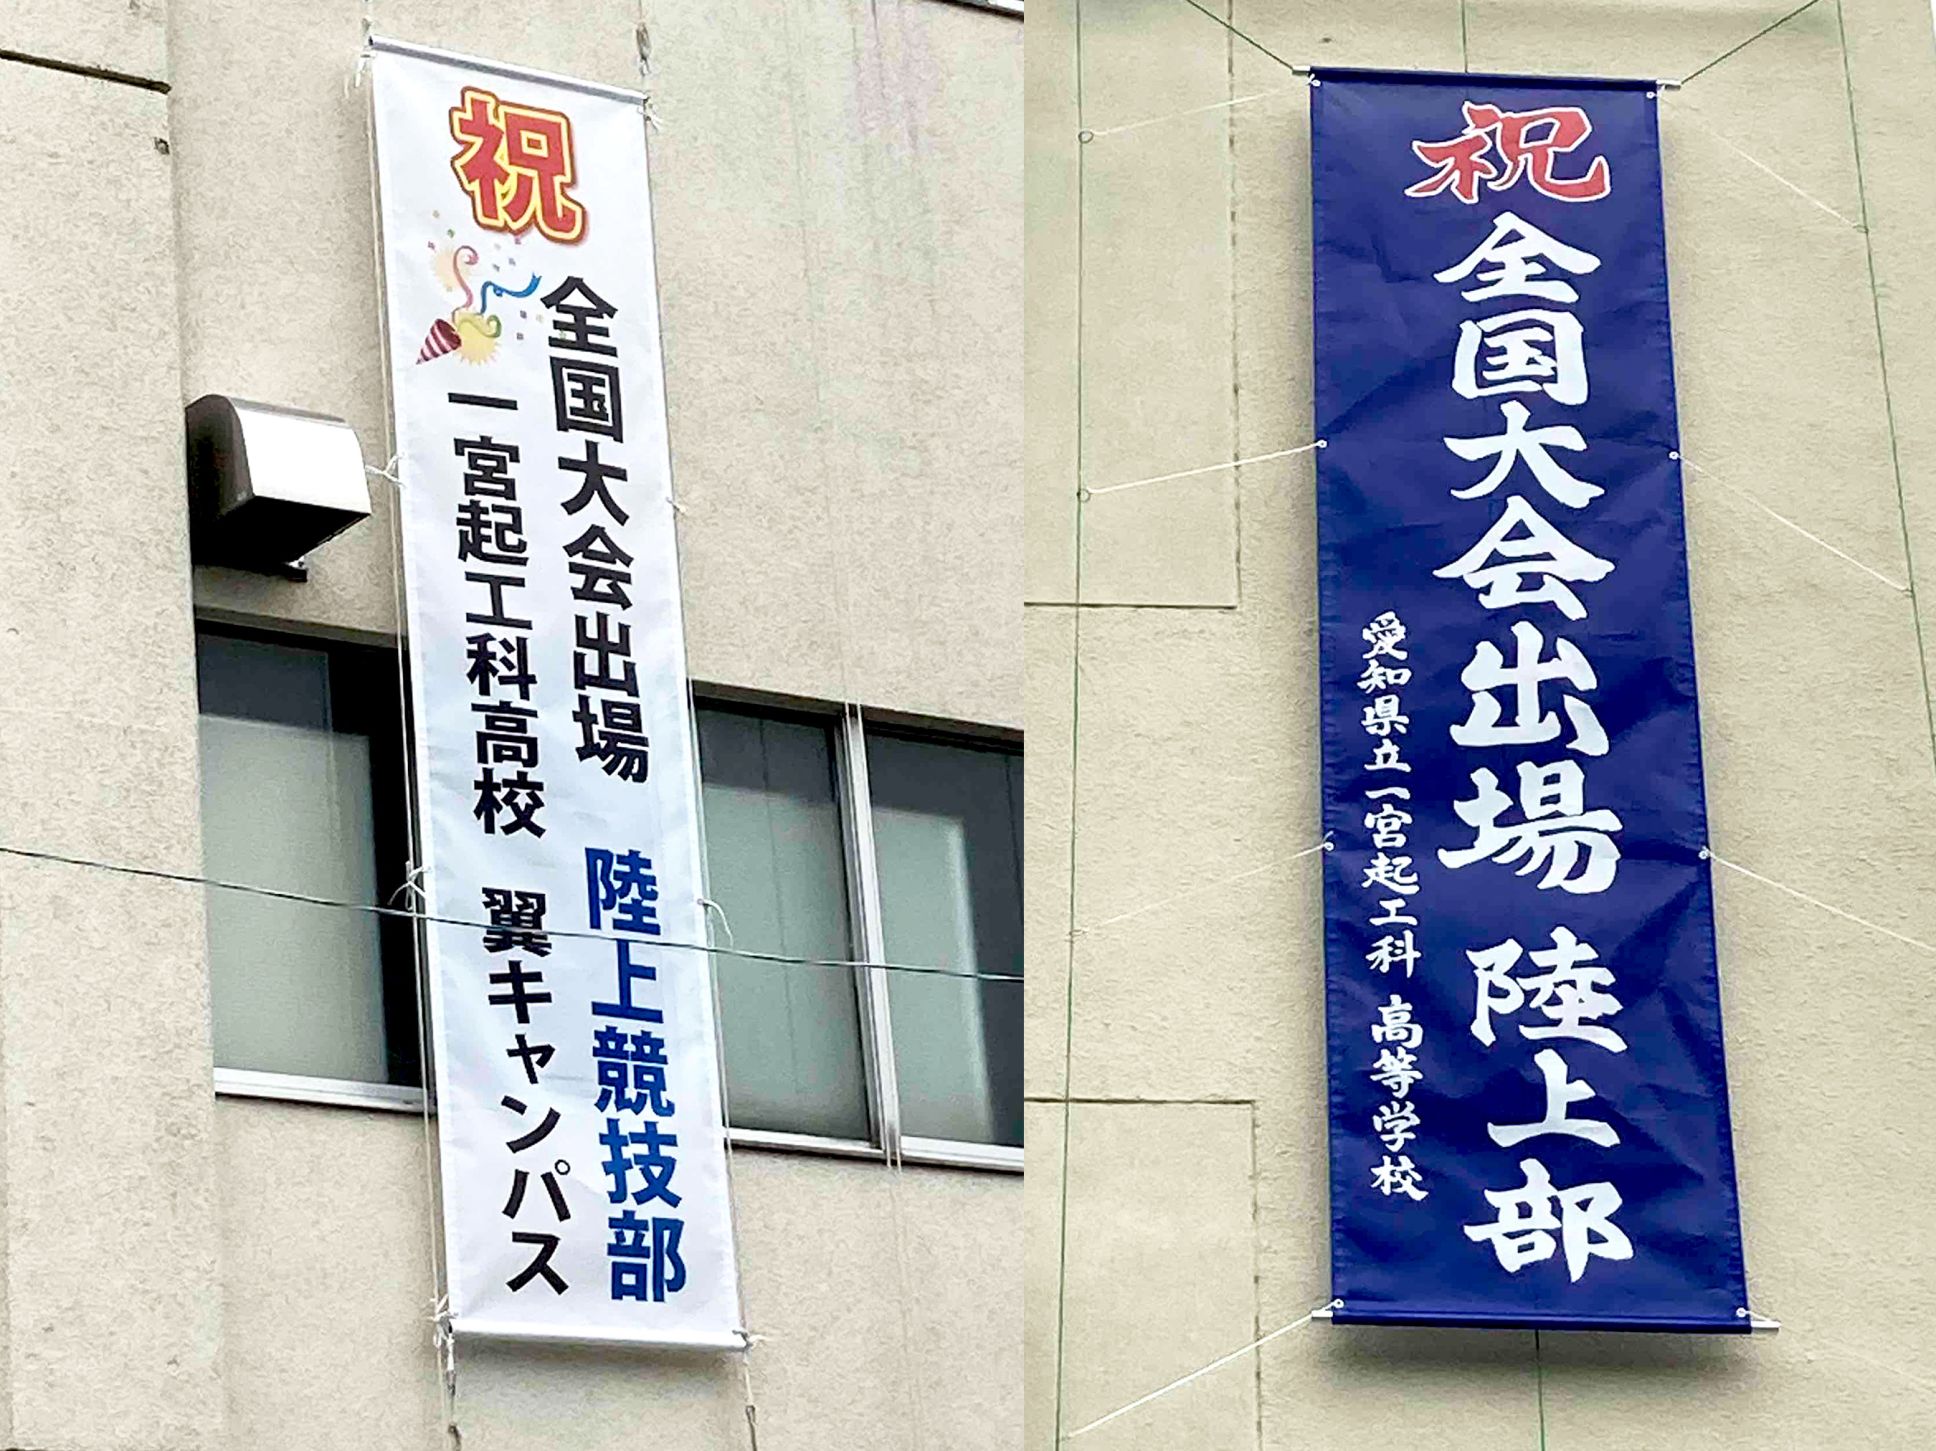 祝
全国大会出場 陸上競技部
一宮起工科高校 翼キャンパス
祝
全国大会出場 陸上部
愛知県立一宮起工科 高等学校